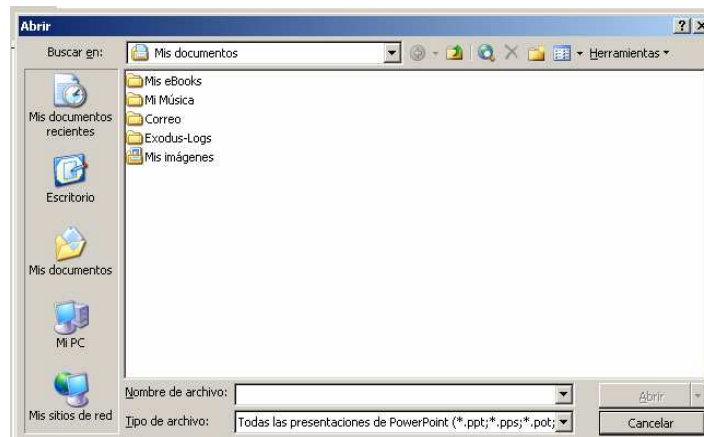 Abrir
Buscar en:
Mis documentos
Herramientas
Mis documentos
recientes
Escritorio
Mis documentos
Mi PC
Mis sitios de red
Mis eBooks
Mi Música
Correo
Exodus-Logs
Mis imágenes
Nombre de archivo:
Abrir
Tipo de archivo:
Todas las presentaciones de PowerPoint (*.ppt;*.pps;*.pot;
Cancelar